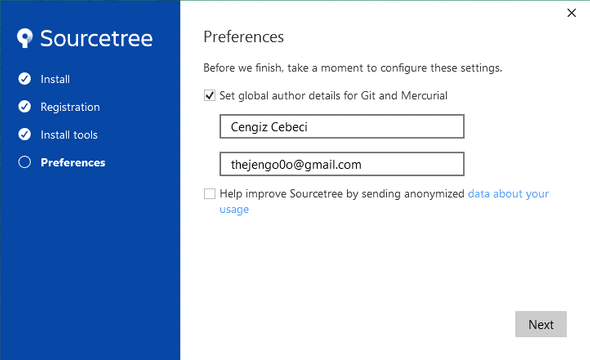 Sourcetree
Install
Registration
Install tools
Preferences
Preferences
Before we finish, take a moment to configure these settings.
Set global author details for Git and Mercurial
Cengiz Cebeci
thejengo0o@gmail.com
Help improve Sourcetree by sending anonymized data about your
usage
Next